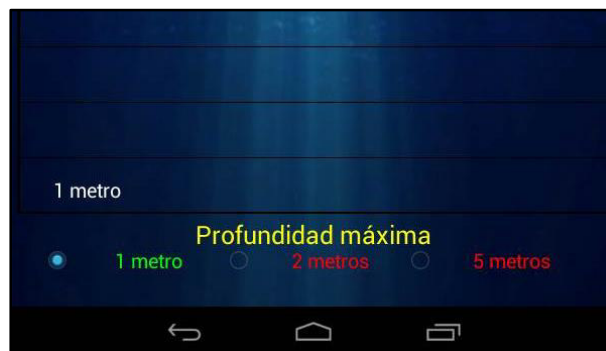 1 metro
Profundidad máxima
1 metro 2 metros 5 metros